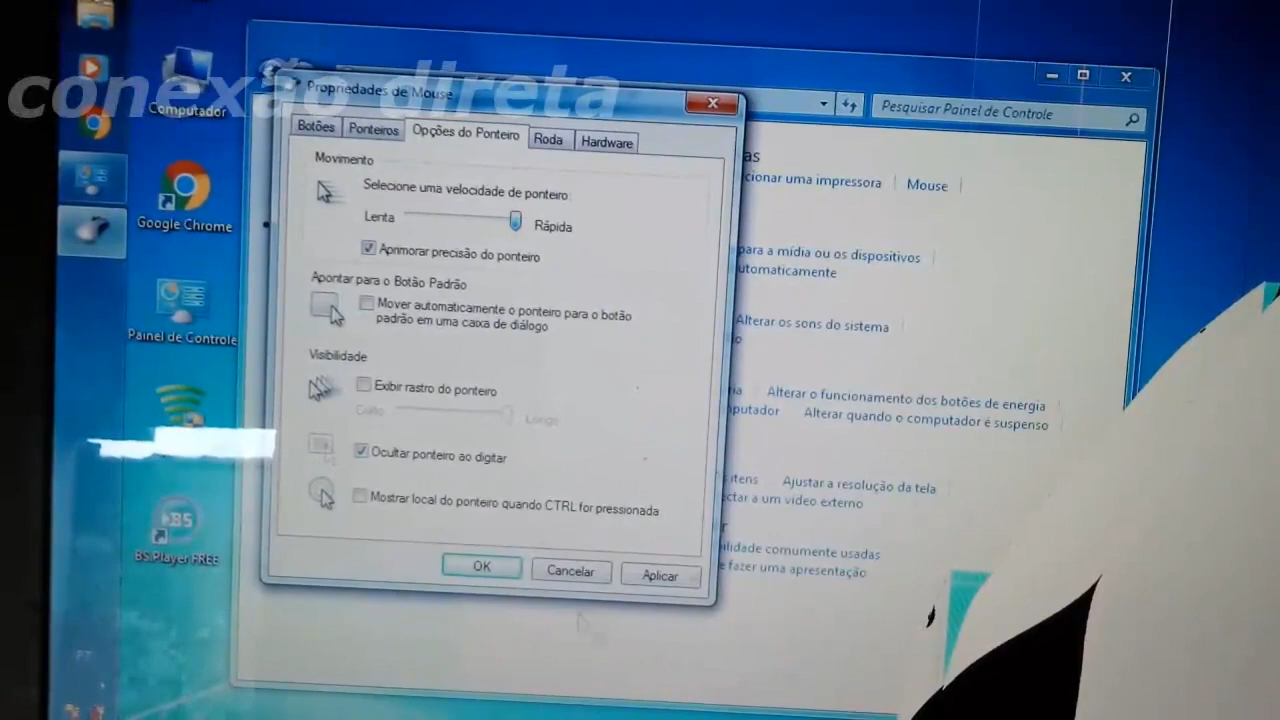 conexão direta
Computador
Google Chrome
Painel de Controle
BS.Player FREE
PT
Propriedades de Mouse
Botões
Ponteiros
Opções do Ponteiro
Roda
Hardware
Movimento
Selecione uma velocidade de ponteiro
Lenta
Rápida
Aprimorar precisão do ponteiro
Apontar para o Botão Padrão
Mover automaticamente o ponteiro para o botão
padrão em uma caixa de diálogo
Visibilidade
Exibir rastro do ponteiro
Curto
Longo
Ocultar ponteiro ao digitar
Mostrar local do ponteiro quando CTRL for pressionada
OK
Cancelar
Aplicar
Pesquisar Painel de Controle
as
cionar uma impressora
Mouse
para a mídia ou os dispositivos
utomaticamente
Alterar os sons do sistema
Alterar o funcionamento dos botões de energia
putador
Alterar quando o computador é suspenso
itens
Ajustar a resolução da tela
ctar a um vídeo externo
ilidade comumente usadas
e fazer uma apresentação